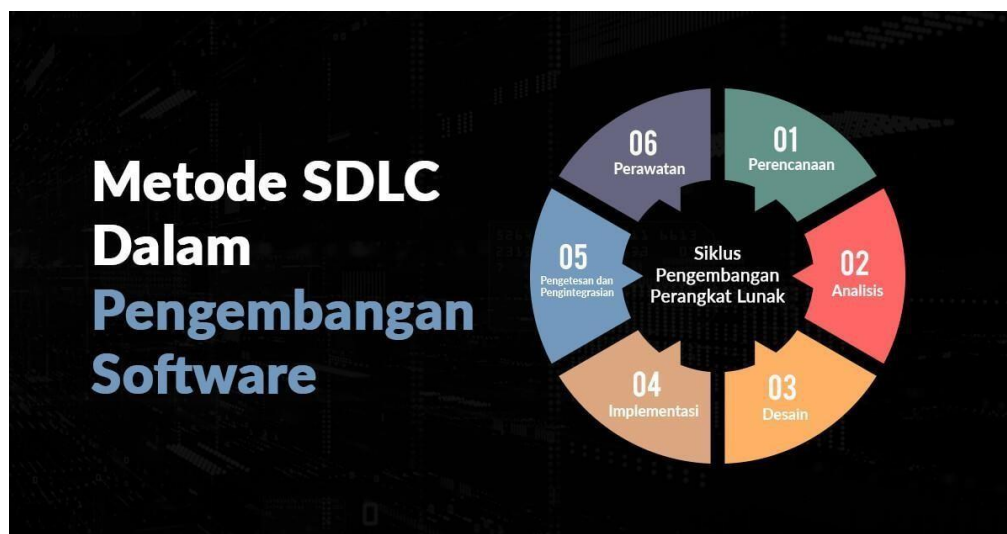 Metode SDLC
Dalam
Pengembangan
Software
Siklus
Pengembangan
Perangkat Lunak
01
Perencanaan
02
Analisis
03
Desain
04
Implementasi
05
Pengetesan dan
Pengintegrasian
06
Perawatan